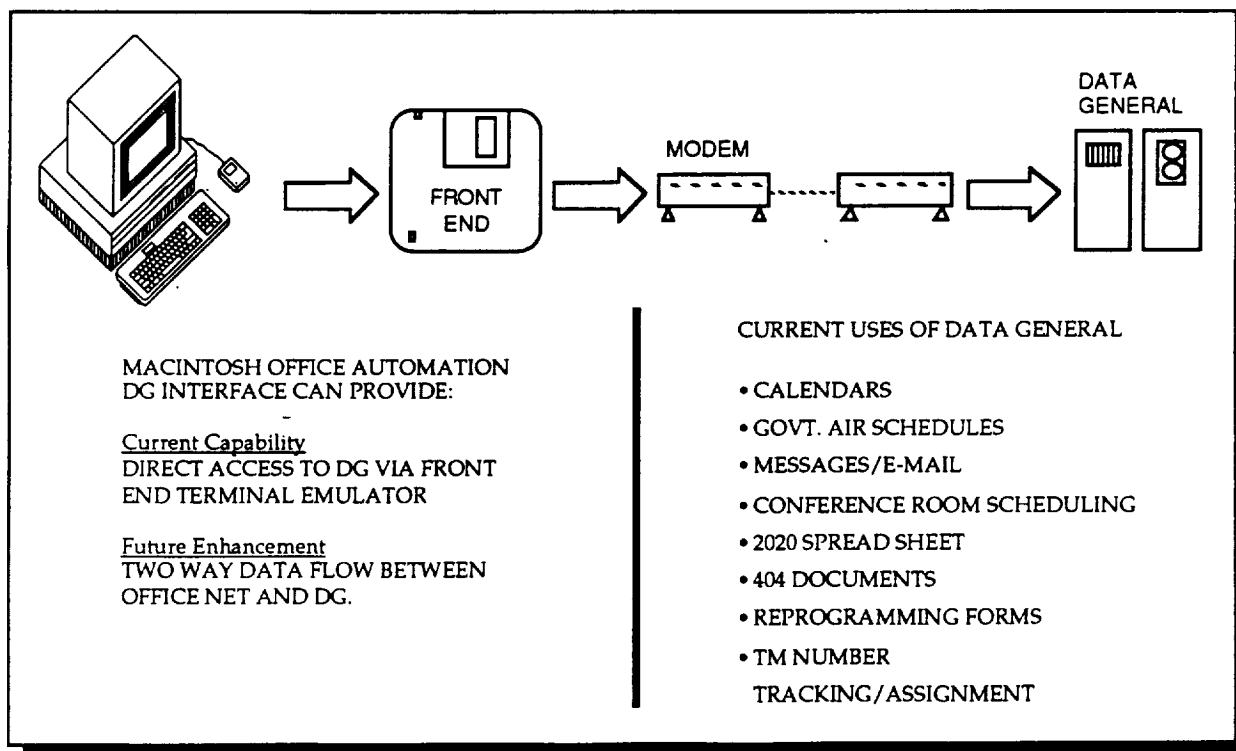 DATA
GENERAL
MODEM
FRONT
END
MACINTOSH OFFICE AUTOMATION
DG INTERFACE CAN PROVIDE:
Current Capability
DIRECT ACCESS TO DG VIA FRONT
END TERMINAL EMULATOR
Future Enhancement
TWO WAY DATA FLOW BETWEEN
OFFICE NET AND DG.
CURRENT USES OF DATA GENERAL
• CALENDARS
• GOVT. AIR SCHEDULES
• MESSAGES/E-MAIL
• CONFERENCE ROOM SCHEDULING
• 2020 SPREAD SHEET
• 404 DOCUMENTS
• REPROGRAMMING FORMS
• TM NUMBER
TRACKING/ASSIGNMENT